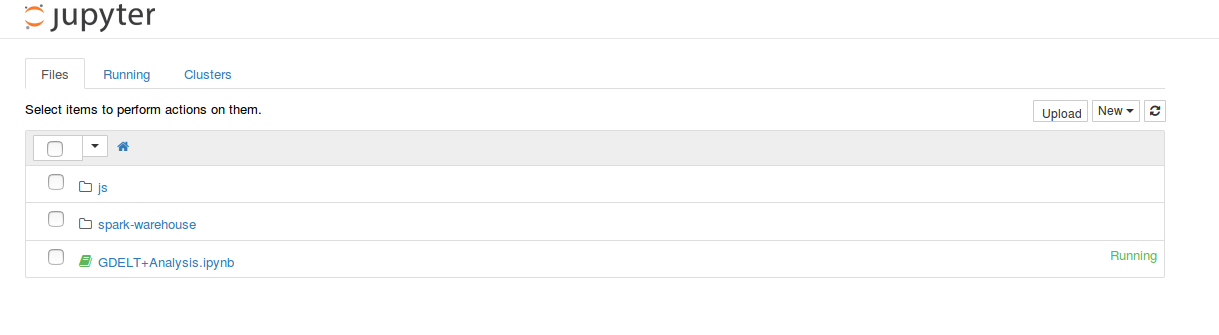 jupyter
Files Running Clusters
Select items to perform actions on them. Upload New
js
spark-warehouse
GDELT+Analysis.ipynb Running